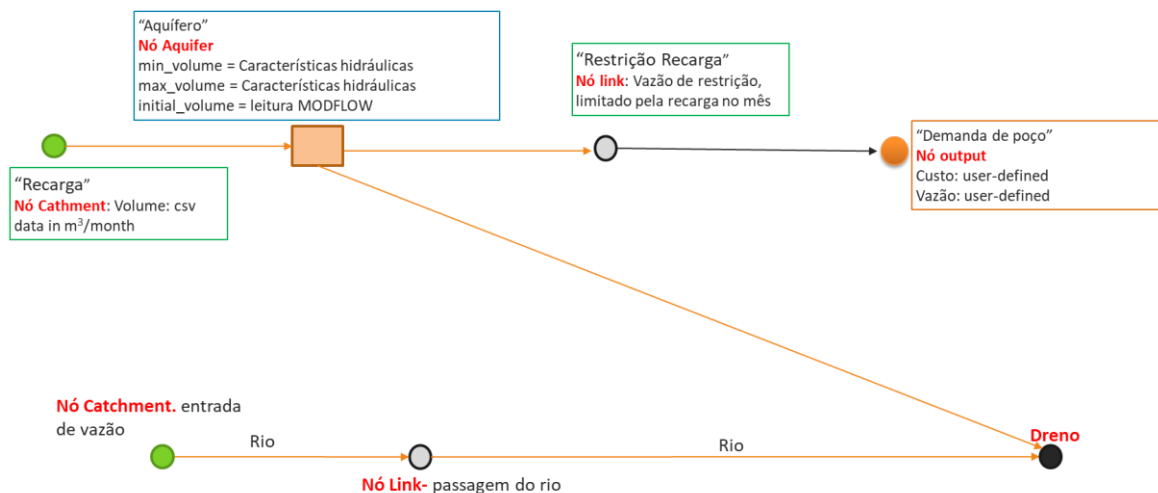 “Aquífero”
Nó Aquifer
min_volume = Características hidráulicas
max_volume = Características hidráulicas
initial_volume = leitura MODFLOW
“Restrição Recarga”
Nó link: Vazão de restrição,
limitado pela recarga no mês
“Demanda de poço”
Nó output
Custo: user-defined
Vazão: user-defined
“Recarga”
Nó Cathment: Volume: csv
data in m³/month
Nó Catchment. entrada
de vazão
Rio
Rio
Dreno
Nó Link- passagem do rio